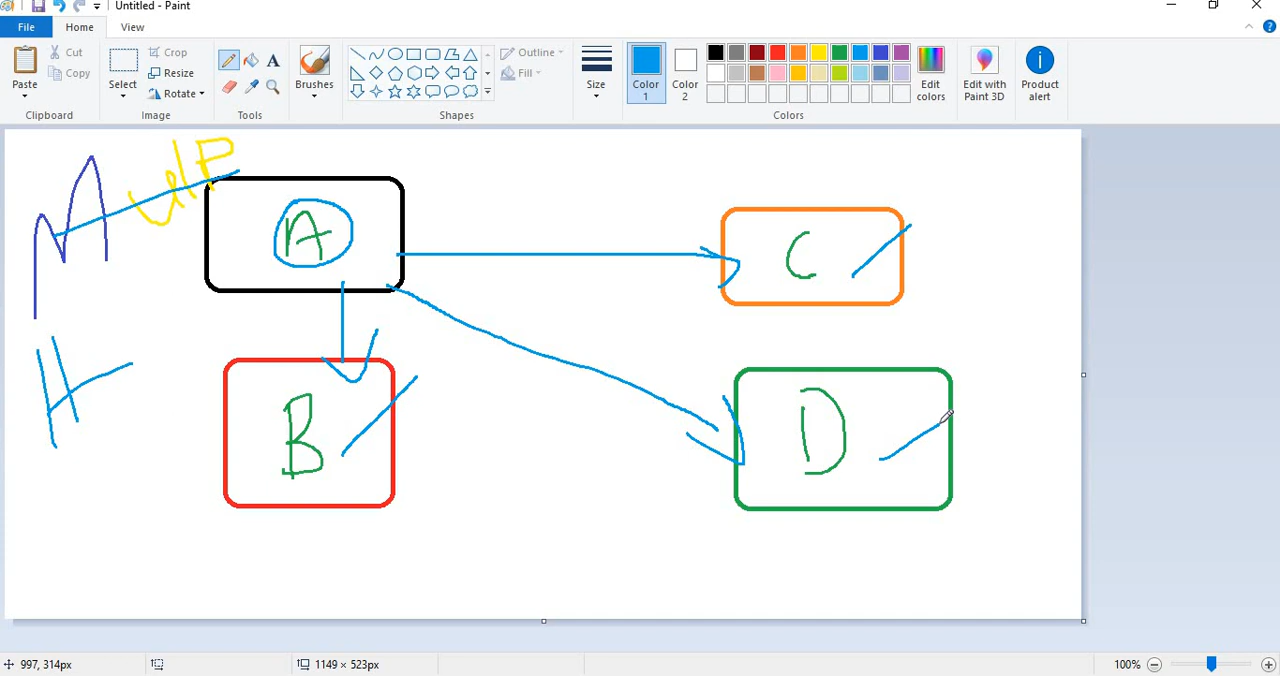 Untitled - Paint
File Home View
Paste
Cut
Copy
Clipboard
Select
Crop
Resize
Rotate
Image
Tools
Brushes
Shapes
Outline
Fill
Size
Color 1
Color 2
Edit colors
Colors
Edit with Paint 3D
Product alert
A
C
B
D
997, 314px
1149 × 523px
100%